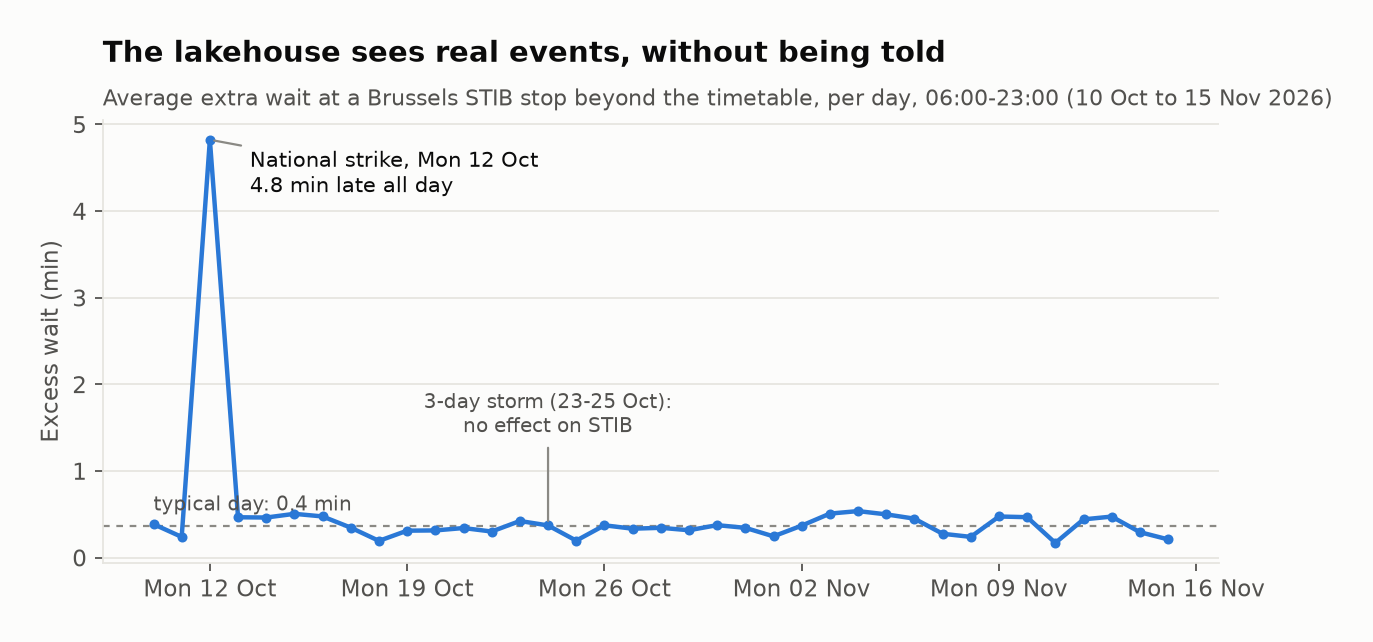 The lakehouse sees real events, without being told
Average extra wait at a Brussels STIB stop beyond the timetable, per day, 06:00-23:00 (10 Oct to 15 Nov 2026)
5
National strike, Mon 12 Oct
4.8 min late all day
4
3
Excess wait (min)
2
3-day storm (23-25 Oct):
no effect on STIB
1
typical day: 0.4 min
0
Mon 12 Oct
Mon 19 Oct
Mon 26 Oct
Mon 02 Nov
Mon 09 Nov
Mon 16 Nov